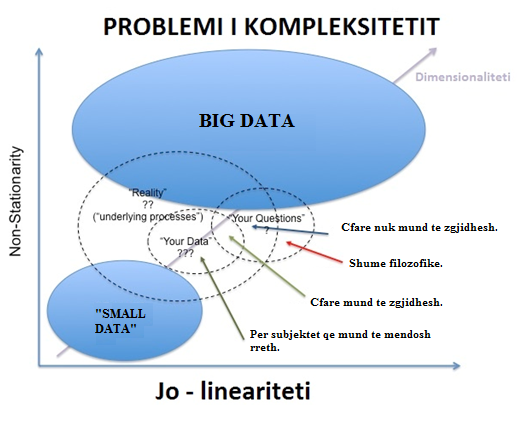 PROBLEMI I KOMPLEKSITETIT
Dimensionaliteti
BIG DATA
Non-Stationarity
"Reality"
??
("underlying processes")
"Your Questions"
?
"Your Data"
???
Cfare nuk mund te zgjidhesh.
Shume filozofike.
Cfare mund te zgjidhesh.
Per subjektet qe mund te mendosh
rreth.
"SMALL
DATA"
Jo - lineariteti